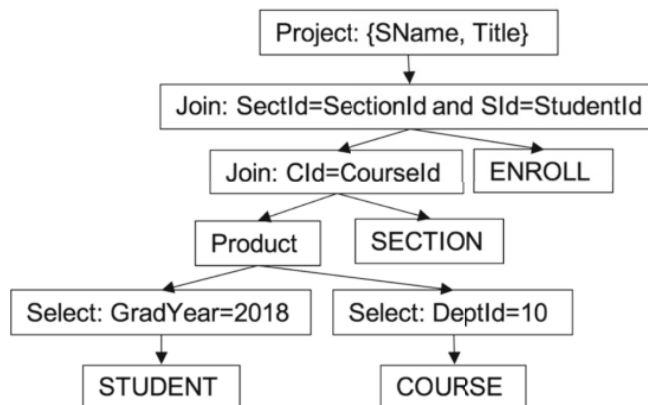 Project: {SName, Title}
Join: SectId=SectionId and SId=StudentId
Join: CId=CourseId
ENROLL
Product
SECTION
Select: GradYear=2018
Select: DeptId=10
STUDENT
COURSE